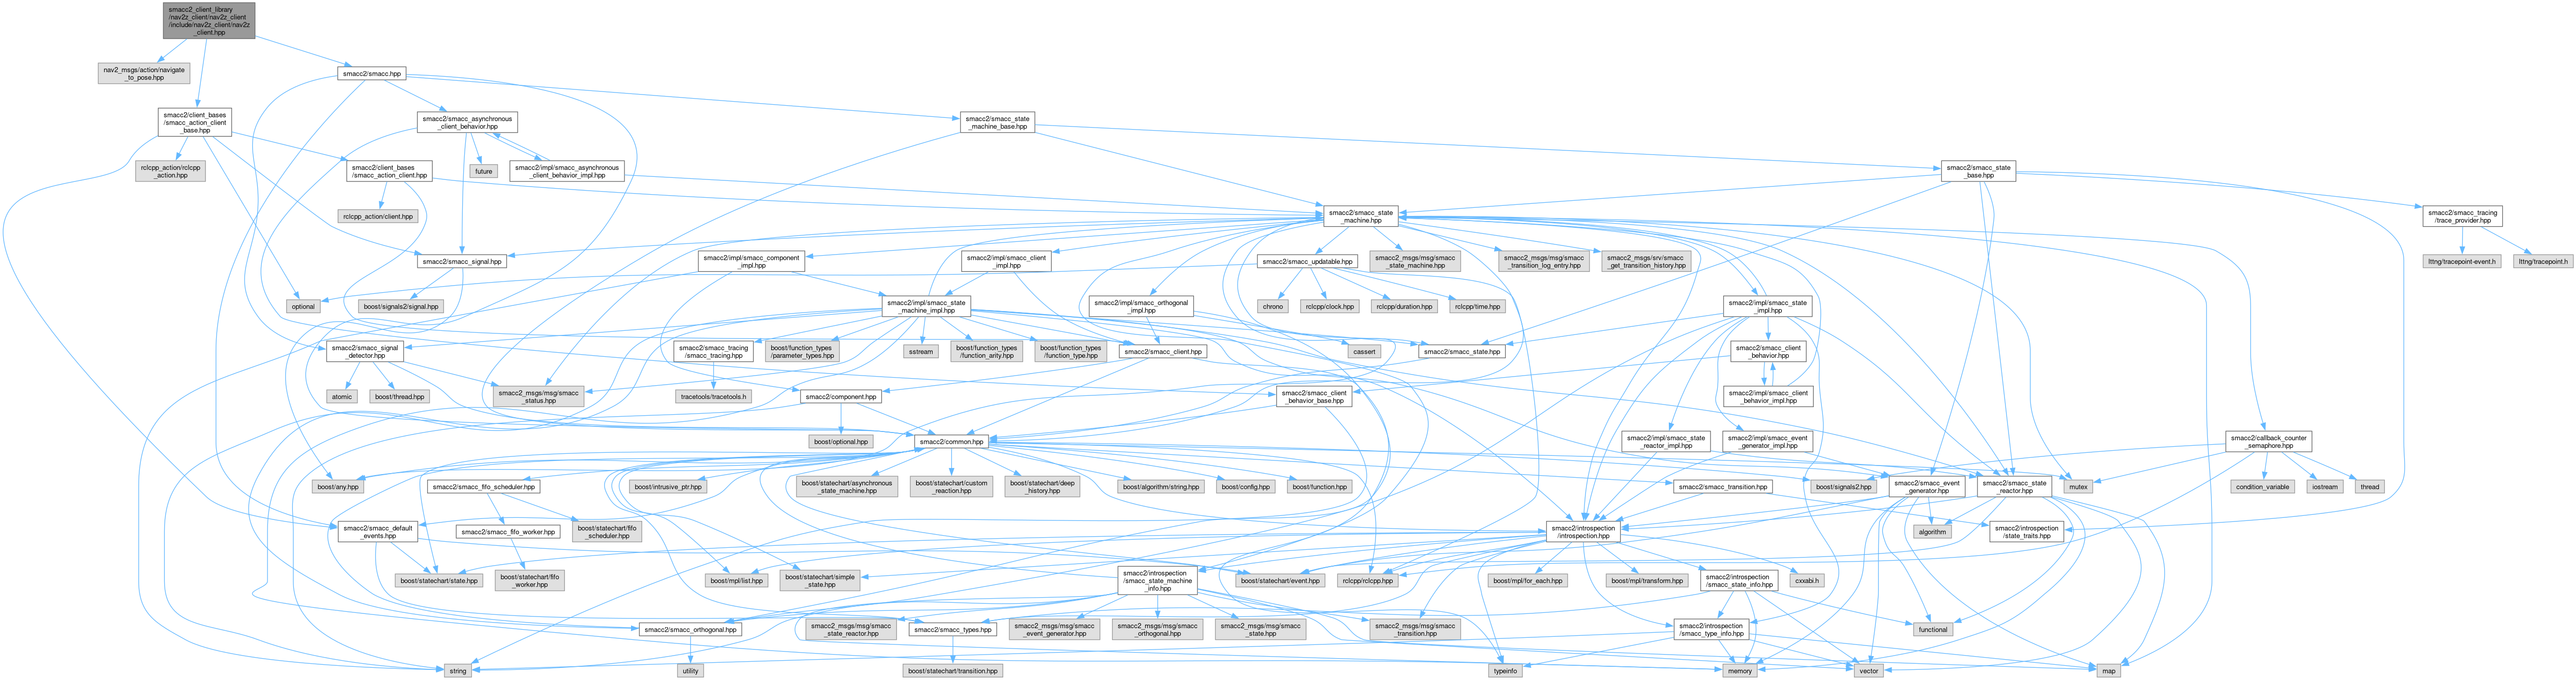 smacc2_client_library
/nav2z_client/nav2z_client
/include/nav2z_client/nav2z
_client.hpp
nav2_msgs/action/navigate
_to_pose.hpp
smacc2/smacc.hpp
smacc2/client_bases
/smacc_action_client
_base.hpp
smacc2/smacc_asynchronous
_client_behavior.hpp
smacc2/smacc_state
_machine_base.hpp
rclcpp_action/rclcpp
_action.hpp
smacc2/client_bases
/smacc_action_client.hpp
future
smacc2/impl/smacc_asynchronous
_client_behavior_impl.hpp
smacc2/smacc_state
_base.hpp
rclcpp_action/client.hpp
smacc2/smacc_state
_machine.hpp
smacc2/smacc_tracing
/trace_provider.hpp
smacc2/smacc_signal.hpp
smacc2/impl/smacc_component
_impl.hpp
smacc2/impl/smacc_client
_impl.hpp
smacc2/smacc_updatable.hpp
smacc2_msgs/msg/smacc
_state_machine.hpp
smacc2_msgs/msg/smacc
_transition_log_entry.hpp
smacc2_msgs/srv/smacc
_get_transition_history.hpp
lttng/tracepoint-event.h
lttng/tracepoint.h
optional
boost/signals2/signal.hpp
smacc2/impl/smacc_state
_machine_impl.hpp
smacc2/impl/smacc_orthogonal
_impl.hpp
chrono
rclcpp/clock.hpp
rclcpp/duration.hpp
rclcpp/time.hpp
smacc2/impl/smacc_state
_impl.hpp
smacc2/smacc_signal
_detector.hpp
smacc2/smacc_tracing
/smacc_tracing.hpp
boost/function_types
/parameter_types.hpp
sstream
boost/function_types
/function_arity.hpp
boost/function_types
/function_type.hpp
smacc2/smacc_client.hpp
cassert
smacc2/smacc_state.hpp
smacc2/smacc_client
_behavior.hpp
atomic
boost/thread.hpp
smacc2_msgs/msg/smacc
_status.hpp
tracetools/tracetools.h
smacc2/component.hpp
smacc2/smacc_client
_behavior_base.hpp
smacc2/impl/smacc_client
_behavior_impl.hpp
boost/optional.hpp
smacc2/common.hpp
smacc2/impl/smacc_state
_reactor_impl.hpp
smacc2/impl/smacc_event
_generator_impl.hpp
smacc2/callback_counter
_semaphore.hpp
boost/any.hpp
smacc2/smacc_fifo_scheduler.hpp
boost/intrusive_ptr.hpp
boost/statechart/asynchronous
_state_machine.hpp
boost/statechart/custom
_reaction.hpp
boost/statechart/deep
_history.hpp
boost/algorithm/string.hpp
boost/config.hpp
boost/function.hpp
smacc2/smacc_transition.hpp
boost/signals2.hpp
smacc2/smacc_event
_generator.hpp
smacc2/smacc_state
_reactor.hpp
mutex
condition_variable
iostream
thread
smacc2/smacc_default
_events.hpp
smacc2/smacc_fifo_worker.hpp
boost/statechart/fifo
_scheduler.hpp
smacc2/introspection
/introspection.hpp
algorithm
smacc2/introspection
/state_traits.hpp
boost/statechart/state.hpp
boost/statechart/fifo
_worker.hpp
boost/mpl/list.hpp
boost/statechart/simple
_state.hpp
smacc2/introspection
/smacc_state_machine
_info.hpp
boost/statechart/event.hpp
rclcpp/rclcpp.hpp
boost/mpl/for_each.hpp
boost/mpl/transform.hpp
smacc2/introspection
/smacc_state_info.hpp
cxxabi.h
smacc2/smacc_orthogonal.hpp
smacc2_msgs/msg/smacc
_state_reactor.hpp
smacc2/smacc_types.hpp
smacc2_msgs/msg/smacc
_event_generator.hpp
smacc2_msgs/msg/smacc
_orthogonal.hpp
smacc2_msgs/msg/smacc
_state.hpp
smacc2_msgs/msg/smacc
_transition.hpp
smacc2/introspection
/smacc_type_info.hpp
functional
string
utility
boost/statechart/transition.hpp
typeinfo
memory
vector
map